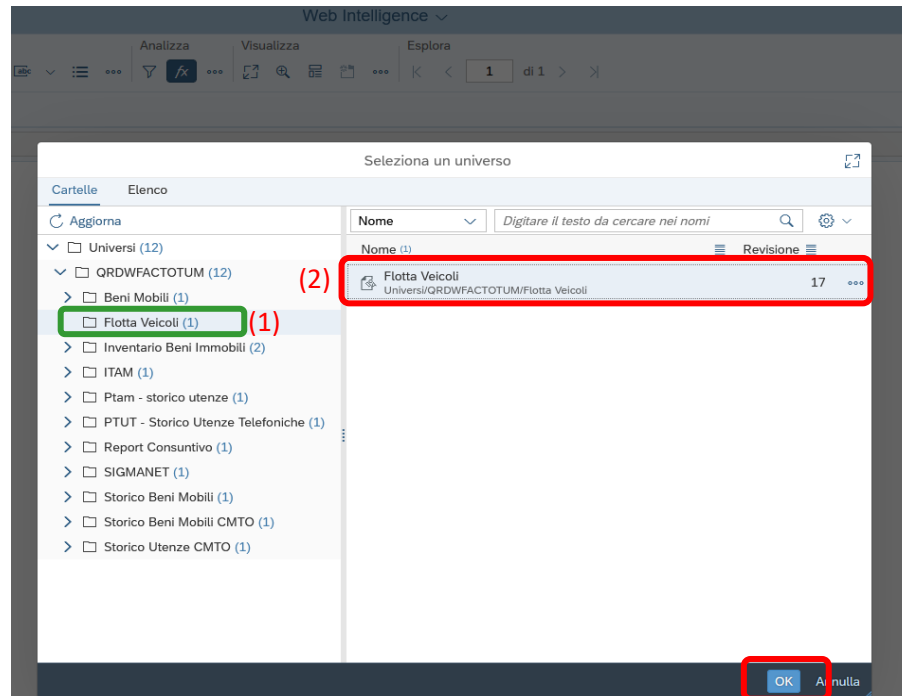 Web Intelligence
Analizza Visualizza Esplora
abc fx 1 di 1
Seleziona un universo
Cartelle Elenco
Aggiorna
Nome Digitare il testo da cercare nei nomi
Universi (12)
Nome (1) Revisione
QRDWFACTOTUM (12)
(2)
Flotta Veicoli
Universi/QRDWFACTOTUM/Flotta Veicoli
17
Beni Mobili (1)
Flotta Veicoli (1)
(1)
Inventario Beni Immobili (2)
ITAM (1)
Ptam - storico utenze (1)
PTUT - Storico Utenze Telefoniche (1)
Report Consuntivo (1)
SIGMANET (1)
Storico Beni Mobili (1)
Storico Beni Mobili CMTO (1)
Storico Utenze CMTO (1)
OK Annulla